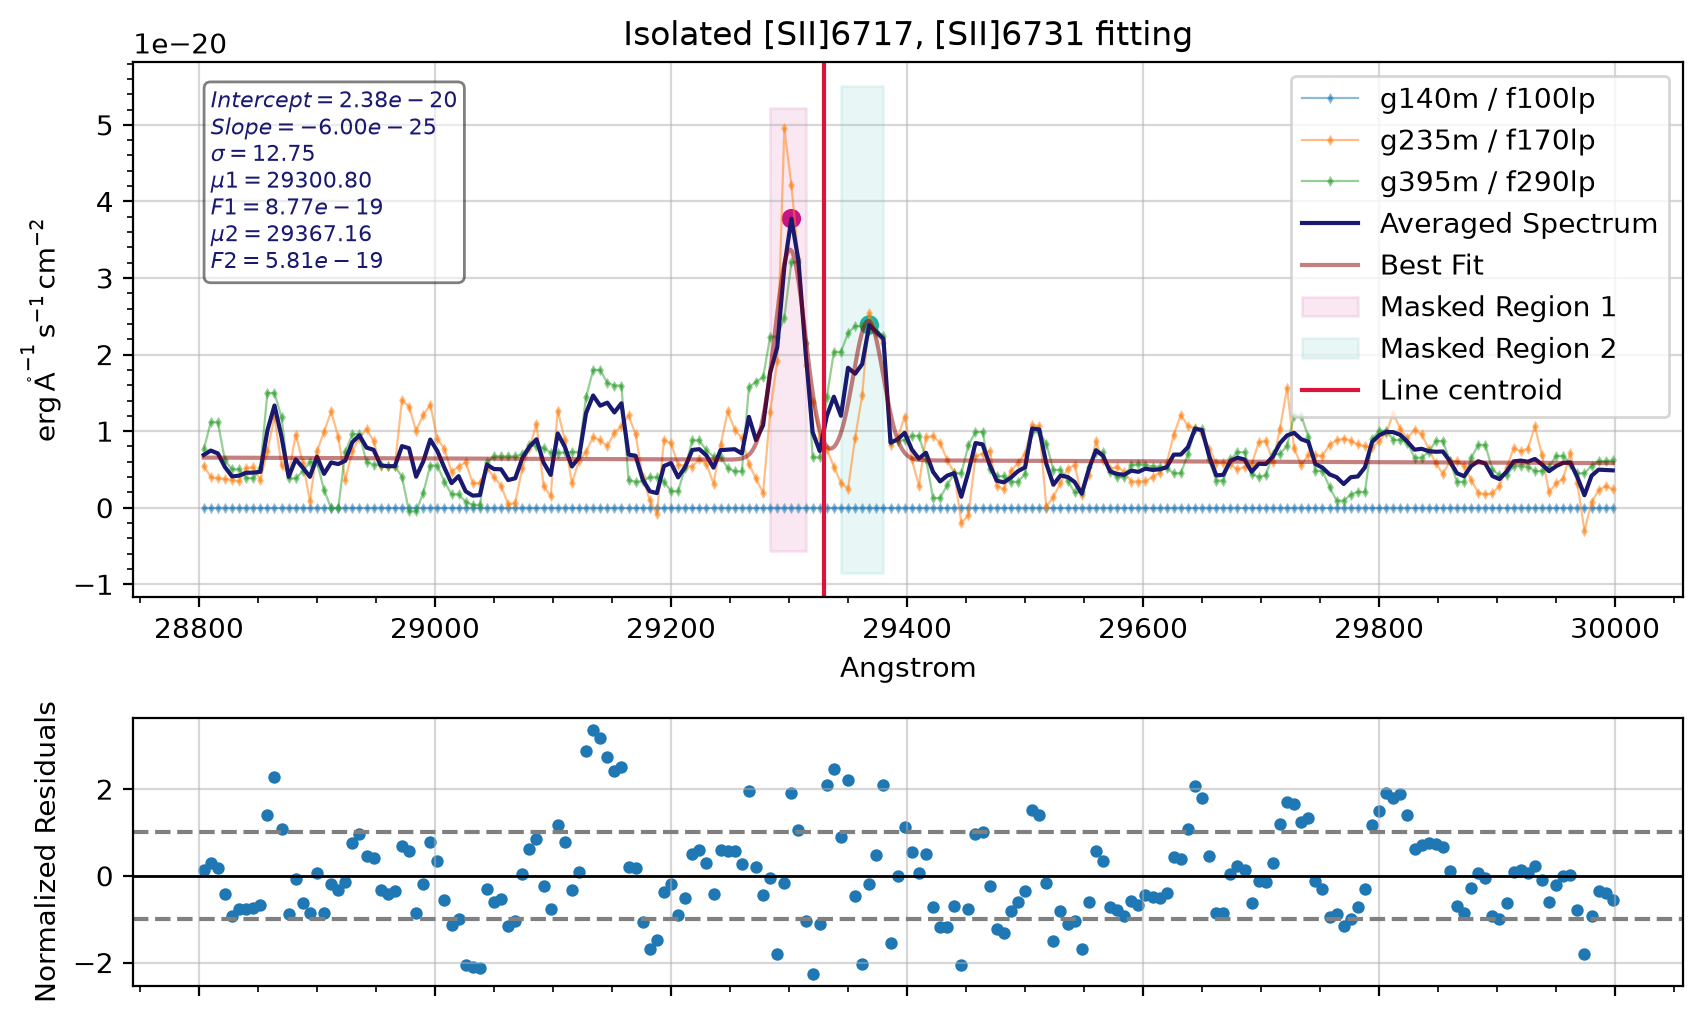 Isolated [SII]6717, [SII]6731 fitting
1e−20
Intercept = 2.38e − 20
Slope = −6.00e − 25
σ = 12.75
μ1 = 29300.80
F1 = 8.77e − 19
μ2 = 29367.16
F2 = 5.81e − 19
g140m / f100lp
g235m / f170lp
g395m / f290lp
Averaged Spectrum
Best Fit
Masked Region 1
Masked Region 2
Line centroid
5
4
3
2
1
0
−1
erg Å⁻¹ s⁻¹ cm⁻²
28800 29000 29200 29400 29600 29800 30000
Angstrom
2
0
−2
Normalized Residuals